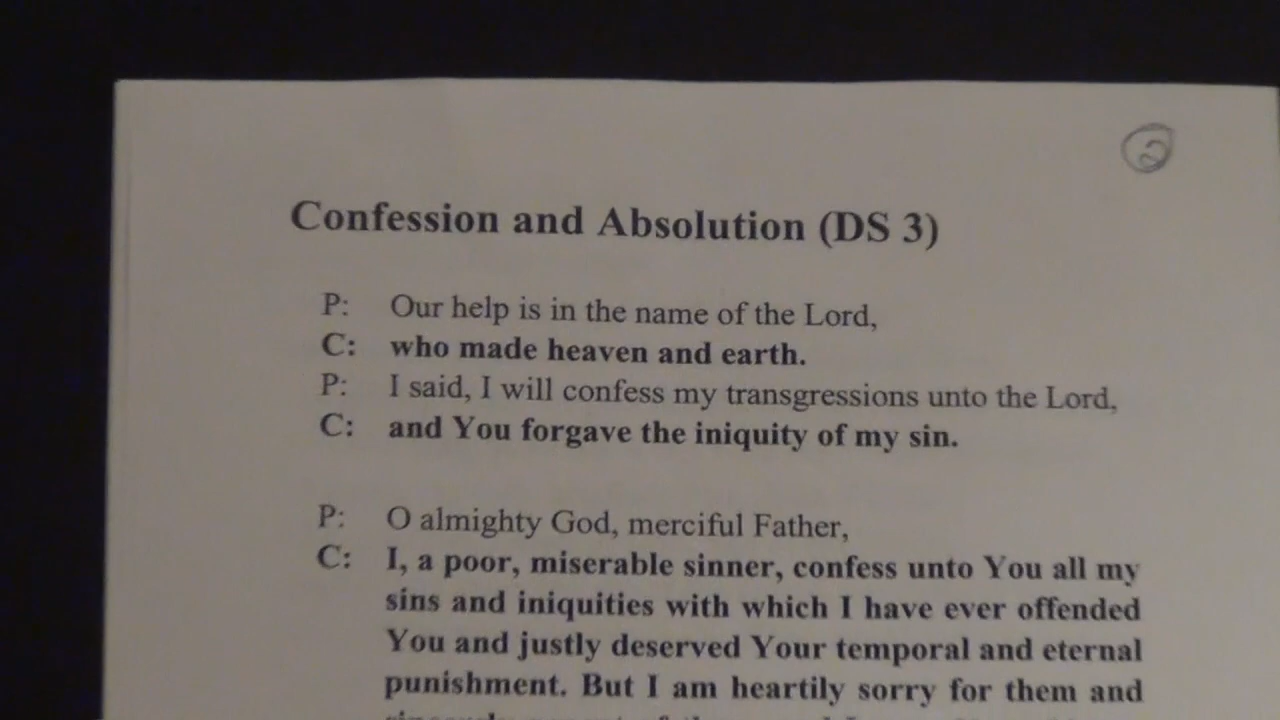 2
Confession and Absolution (DS 3)
P: Our help is in the name of the Lord,
C: who made heaven and earth.
P: I said, I will confess my transgressions unto the Lord,
C: and You forgave the iniquity of my sin.
P: O almighty God, merciful Father,
C: I, a poor, miserable sinner, confess unto You all my
sins and iniquities with which I have ever offended
You and justly deserved Your temporal and eternal
punishment. But I am heartily sorry for them and